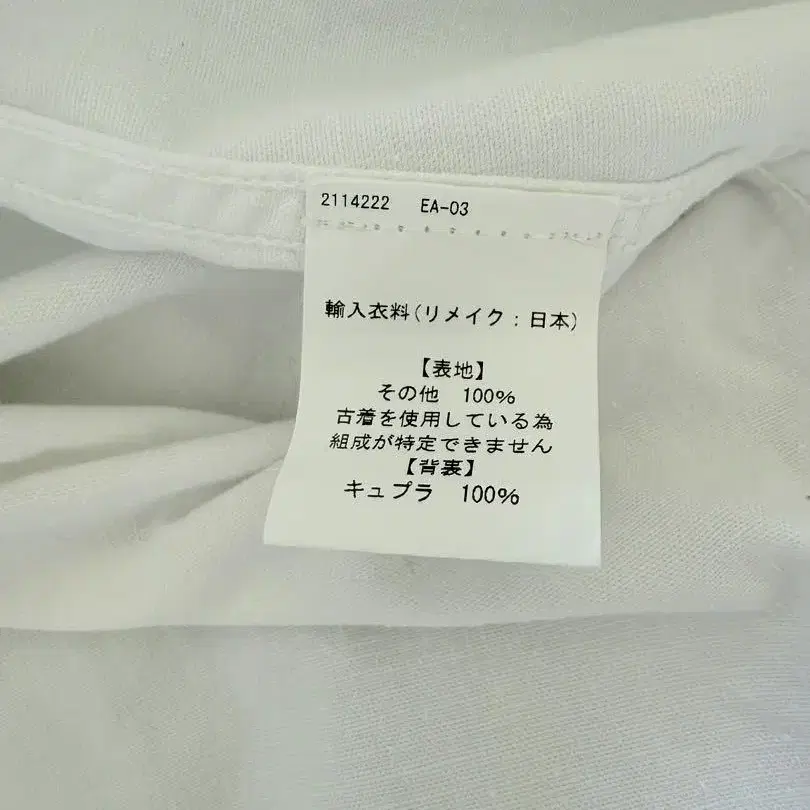 2114222 EA-03
輸入衣料(リメイク:日本)
【表地】
その他 100%
古着を使用している為
組成が特定できません
【背裏】
キュプラ 100%